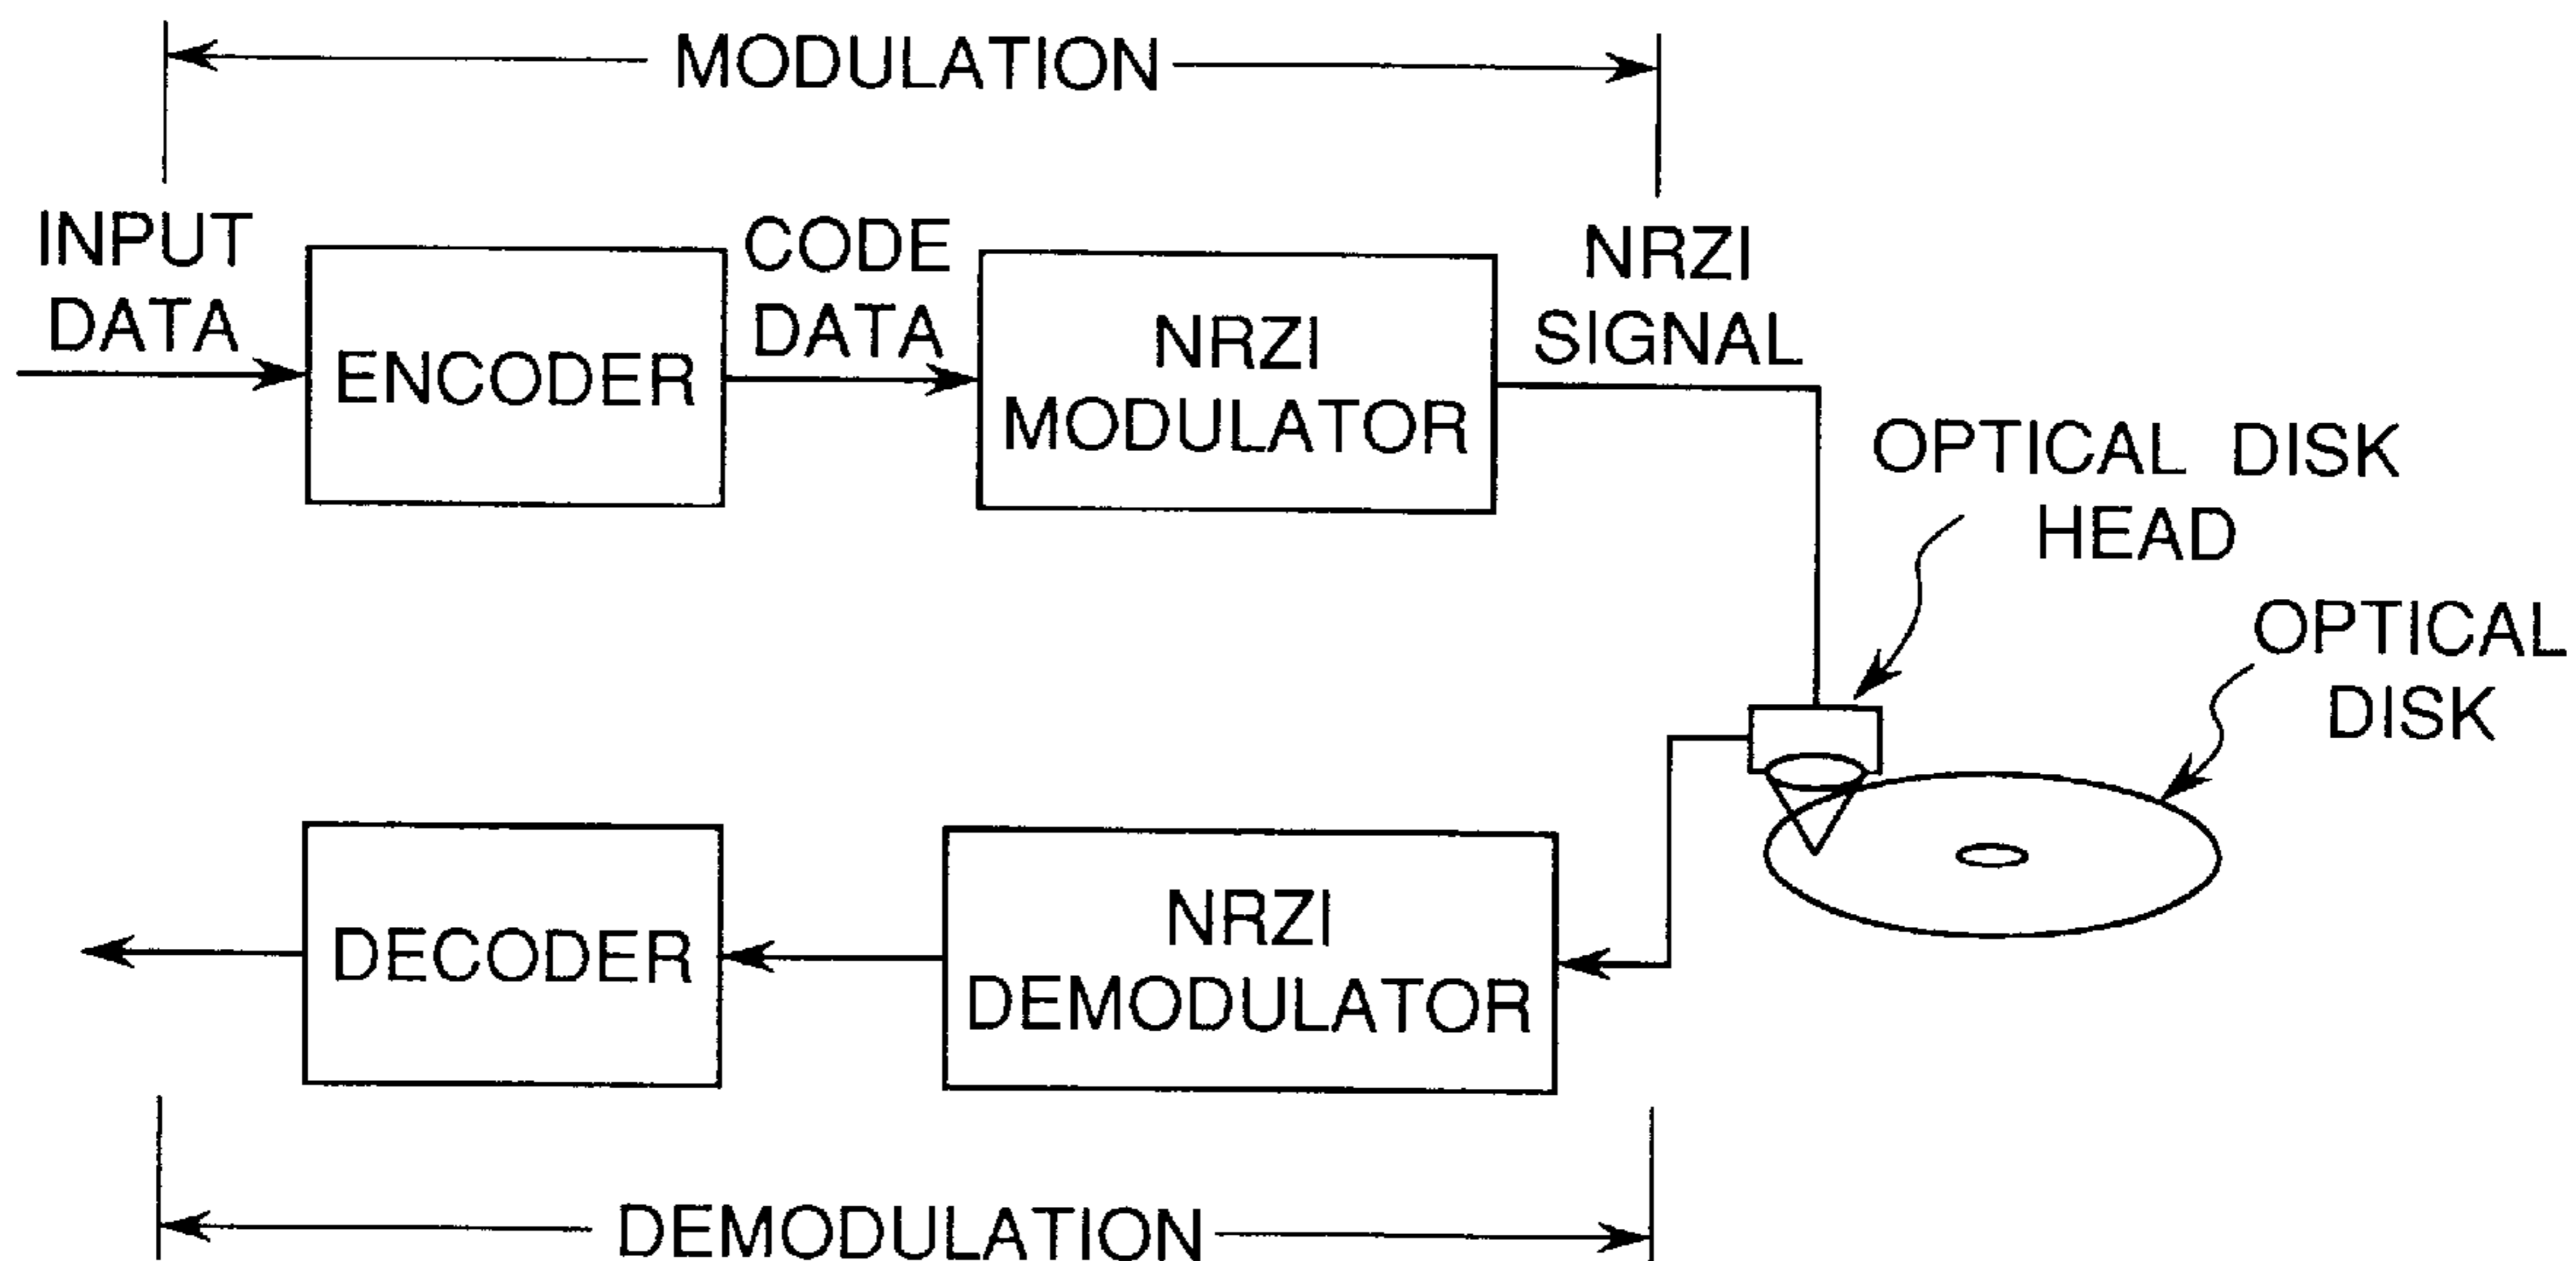 MODULATION
INPUT
DATA
ENCODER
CODE
DATA
NRZI
MODULATOR
NRZI
SIGNAL
OPTICAL DISK
HEAD
OPTICAL
DISK
DECODER
NRZI
DEMODULATOR
DEMODULATION